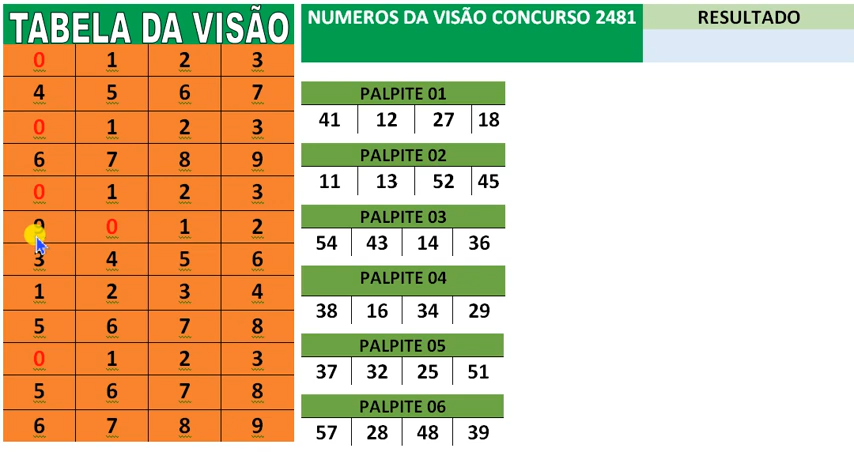 TABELA DA VISÃO
0 1 2 3
4 5 6 7
0 1 2 3
6 7 8 9
0 1 2 3
0 1 2
3 4 5 6
1 2 3 4
5 6 7 8
0 1 2 3
5 6 7 8
6 7 8 9
NUMEROS DA VISÃO CONCURSO 2481
RESULTADO
PALPITE 01
41 12 27 18
PALPITE 02
11 13 52 45
PALPITE 03
54 43 14 36
PALPITE 04
38 16 34 29
PALPITE 05
37 32 25 51
PALPITE 06
57 28 48 39